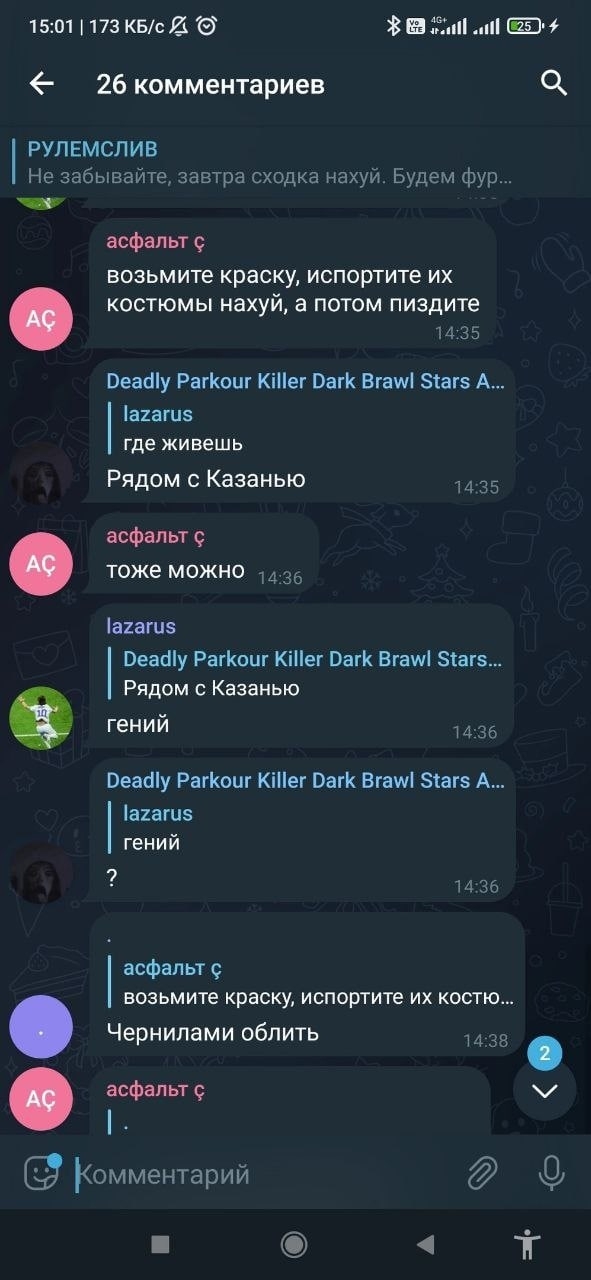 15:01 | 173 КБ/с
Vo
LTE
4G+
25
26 комментариев
РУЛЕМСЛИВ
Не забывайте, завтра сходка нахуй. Будем фур...
асфальт ç
возьмите краску, испортите их
костюмы нахуй, а потом пиздите
14:35
AÇ
Deadly Parkour Killer Dark Brawl Stars A...
lazarus
где живешь
Рядом с Казанью
14:35
асфальт ç
тоже можно
14:36
AÇ
lazarus
Deadly Parkour Killer Dark Brawl Stars...
Рядом с Казанью
гений
14:36
10
Deadly Parkour Killer Dark Brawl Stars A...
lazarus
гений
?
14:36
.
асфальт ç
возьмите краску, испортите их костю...
Чернилами облить
14:38
.
2
асфальт ç
.
AÇ
Комментарий